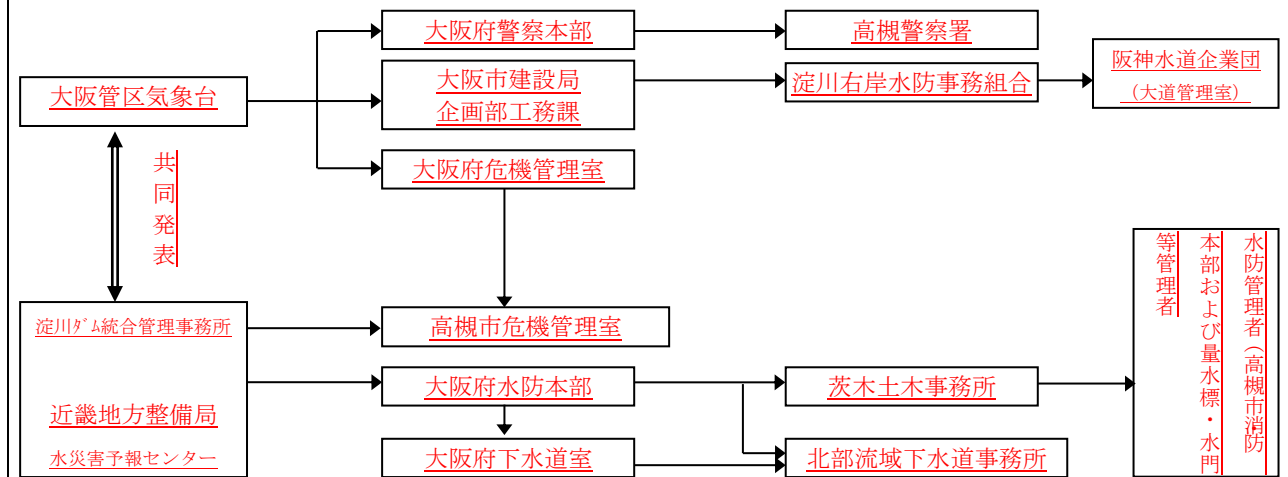 大阪府警察本部
高槻警察署
大阪管区気象台
大阪市建設局
企画部工務課
淀川右岸水防事務組合
阪神水道企業団
（大道管理室）
大阪府危機管理室
共同発表
淀川ﾀﾞﾑ統合管理事務所
近畿地方整備局
水災害予報センター
高槻市危機管理室
大阪府水防本部
茨木土木事務所
大阪府下水道室
北部流域下水道事務所
水防管理者（高槻市消防
本部および量水標・水門
等管理者